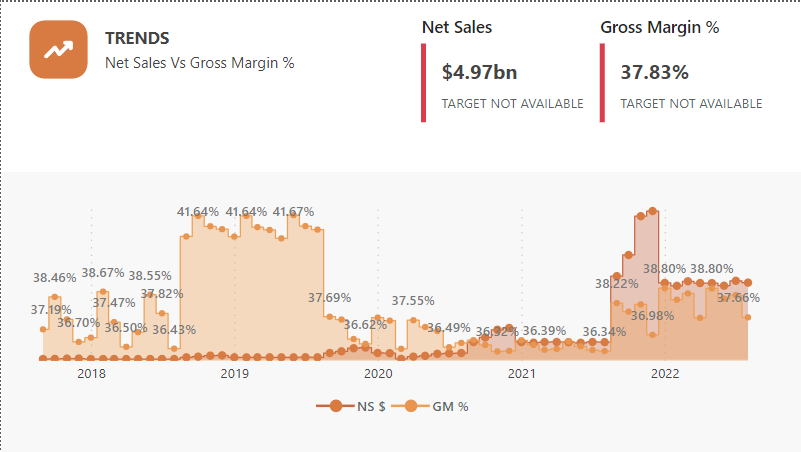 TRENDS
Net Sales Vs Gross Margin %
Net Sales
$4.97bn
TARGET NOT AVAILABLE
Gross Margin %
37.83%
TARGET NOT AVAILABLE
41.64% 41.64% 41.67%
38.46% 38.67% 38.55% 38.80% 38.80%
37.19% 37.47% 37.82% 37.69% 37.55% 38.22% 37.66%
36.70% 36.50% 36.43% 36.62% 36.49% 36.32% 36.39% 36.34% 36.98%
2018 2019 2020 2021 2022
NS $ GM %